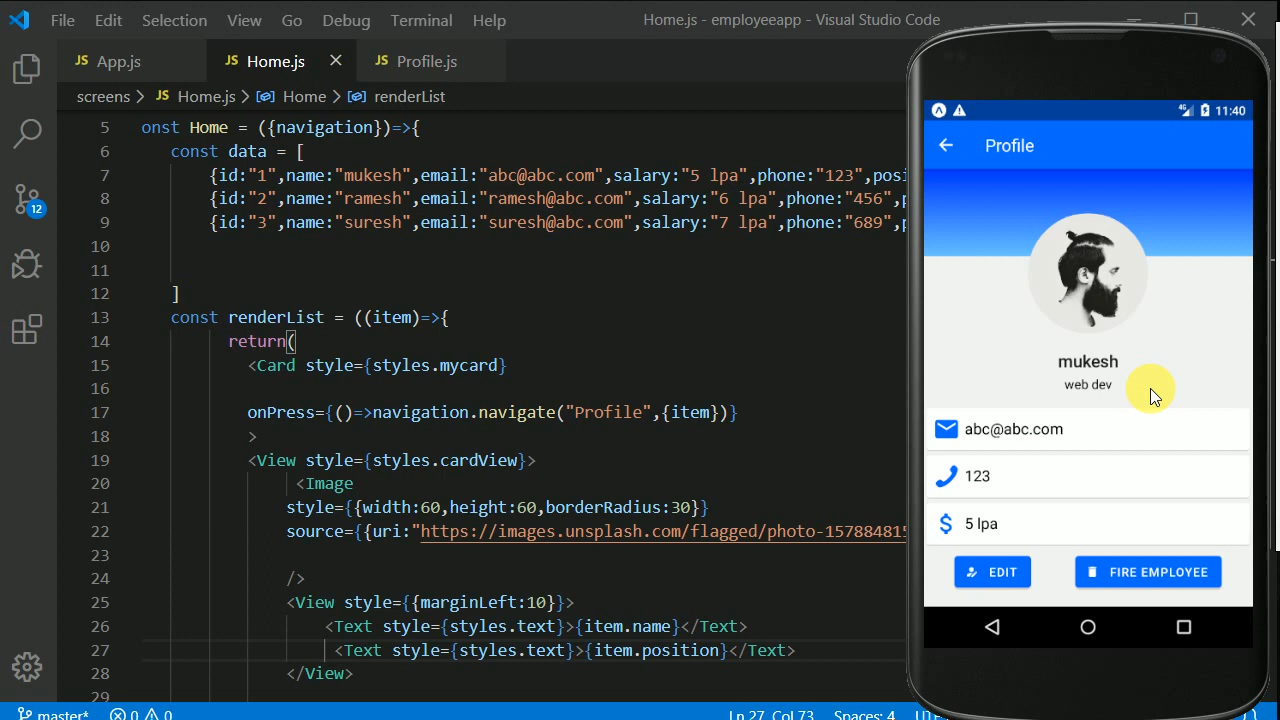 File Edit Selection View Go Debug Terminal Help
Home.js - employeeapp - Visual Studio Code
JS App.js
JS Home.js
JS Profile.js
screens > JS Home.js > Home > renderList
5 onst Home = ({navigation})=>{
6 const data = [
7 {id:"1",name:"mukesh",email:"abc@abc.com",salary:"5 lpa",phone:"123",posi
8 {id:"2",name:"ramesh",email:"ramesh@abc.com",salary:"6 lpa",phone:"456",p
9 {id:"3",name:"suresh",email:"suresh@abc.com",salary:"7 lpa",phone:"689",p
10
11
12 ]
13 const renderList = ((item)=>{
14 return(
15 <Card style={styles.mycard}
16
17 onPress={()=>navigation.navigate("Profile",{item})}
18 >
19 <View style={styles.cardView}>
20 <Image
21 style={{width:60,height:60,borderRadius:30}}
22 source={{uri:"https://images.unsplash.com/flagged/photo-157884815
23
24 />
25 <View style={{marginLeft:10}}>
26 <Text style={styles.text}>{item.name}</Text>
27 <Text style={styles.text}>{item.position}</Text>
28 </View>
29
12
master* 0 0
Ln 27, Col 73 Spaces: 4
4G 11:40
Profile
mukesh
web dev
abc@abc.com
123
5 lpa
EDIT
FIRE EMPLOYEE